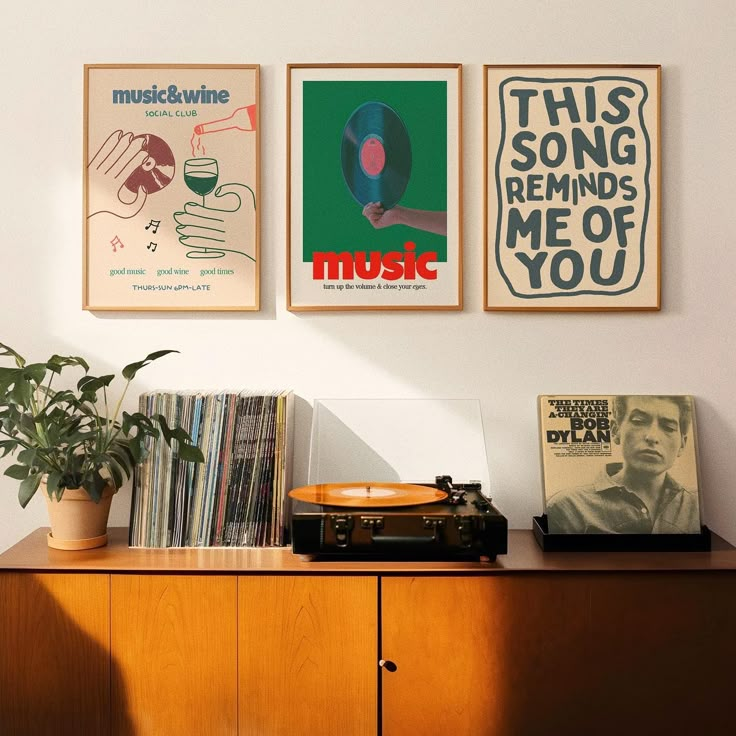 music&wine
SOCIAL CLUB
good music good wine good times
THURS-SUN 6PM-LATE
music
turn up the volume & close your eyes.
THIS
SONG
REMINDS
ME OF
YOU
THE TIMES
THEY ARE
A-CHANGIN'
BOB
DYLAN